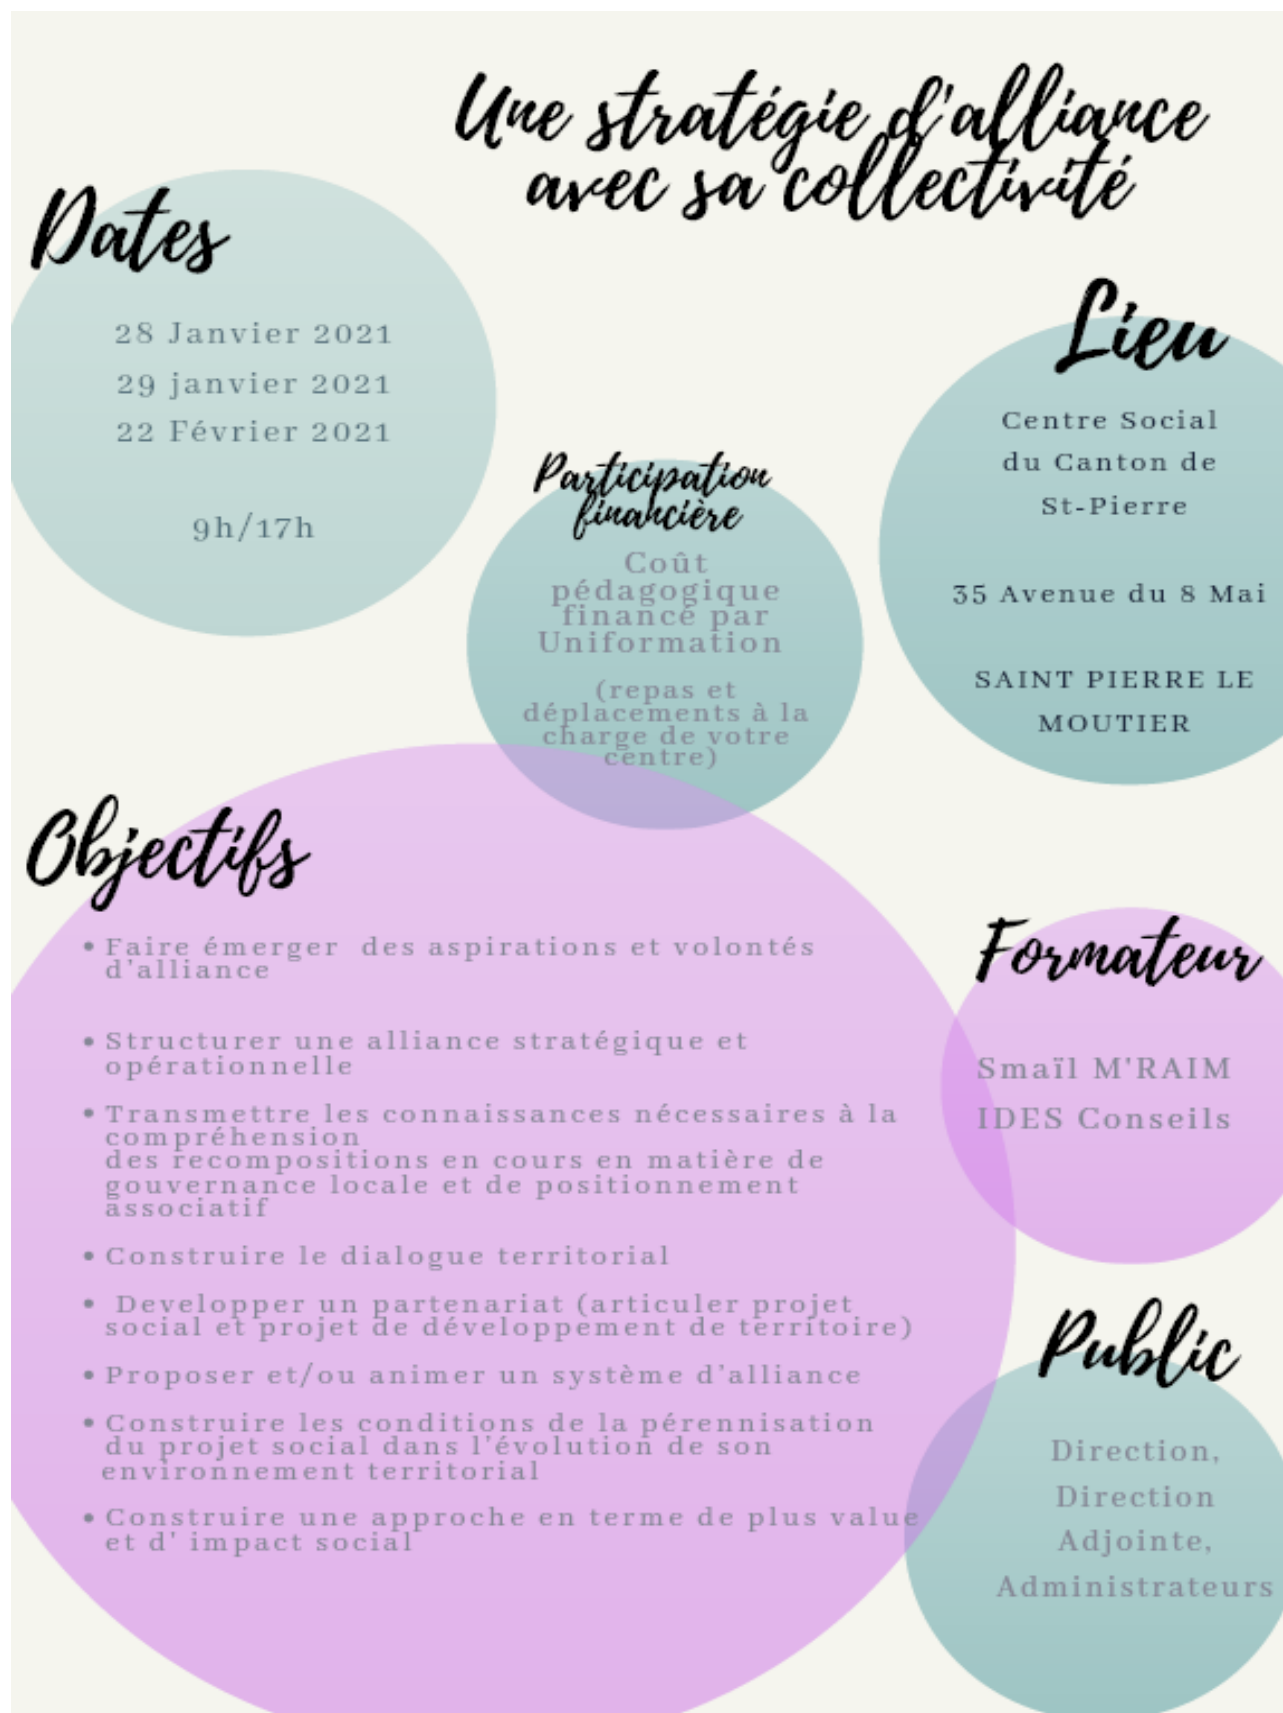 Une stratégie d'alliance
avec sa collectivité
Dates
28 Janvier 2021
29 janvier 2021
22 Février 2021
9h/17h
Lieu
Centre Social
du Canton de
St-Pierre
35 Avenue du 8 Mai
SAINT PIERRE LE
MOUTIER
Participation
financière
Coût
pédagogique
financé par
Uniformation
(repas et
déplacements à la
charge de votre
centre)
Objectifs
• Faire émerger des aspirations et volontés
d'alliance
• Structurer une alliance stratégique et
opérationnelle
• Transmettre les connaissances nécessaires à la
compréhension
des recompositions en cours en matière de
gouvernance locale et de positionnement
associatif
• Construire le dialogue territorial
• Developper un partenariat (articuler projet
social et projet de développement de territoire)
• Proposer et/ou animer un système d'alliance
• Construire les conditions de la pérennisation
du projet social dans l'évolution de son
environnement territorial
• Construire une approche en terme de plus value
et d' impact social
Formateur
Smaïl M'RAIM
IDES Conseils
Public
Direction,
Direction
Adjointe,
Administrateurs